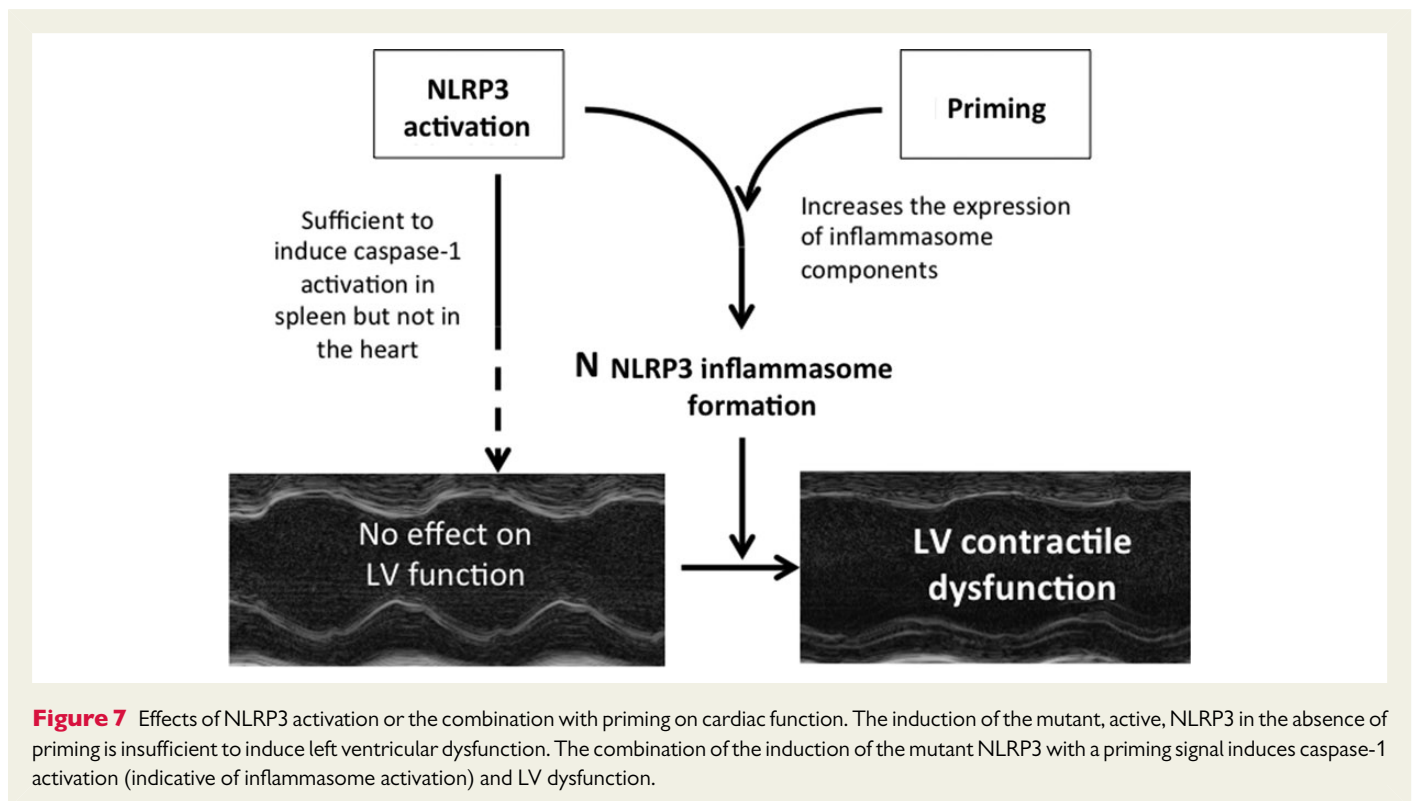 NLRP3
activation
Priming
Sufficient to
induce caspase-1
activation in
spleen but not in
the heart
Increases the expression
of inflammasome
components
N NLRP3 inflammasome
formation
No effect on
LV function
LV contractile
dysfunction
Figure 7 Effects of NLRP3 activation or the combination with priming on cardiac function. The induction of the mutant, active, NLRP3 in the absence of
priming is insufficient to induce left ventricular dysfunction. The combination of the induction of the mutant NLRP3 with a priming signal induces caspase-1
activation (indicative of inflammasome activation) and LV dysfunction.